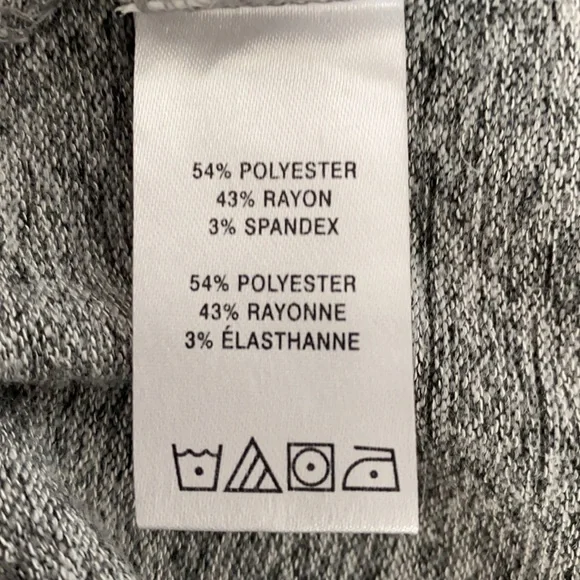 54% POLYESTER
43% RAYON
3% SPANDEX
54% POLYESTER
43% RAYONNE
3% ÉLASTHANNE